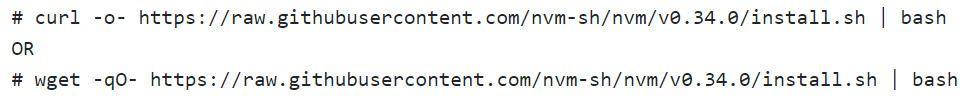 # curl -o- https://raw.githubusercontent.com/nvm-sh/nvm/v0.34.0/install.sh | bash
OR
# wget -qO- https://raw.githubusercontent.com/nvm-sh/nvm/v0.34.0/install.sh | bash